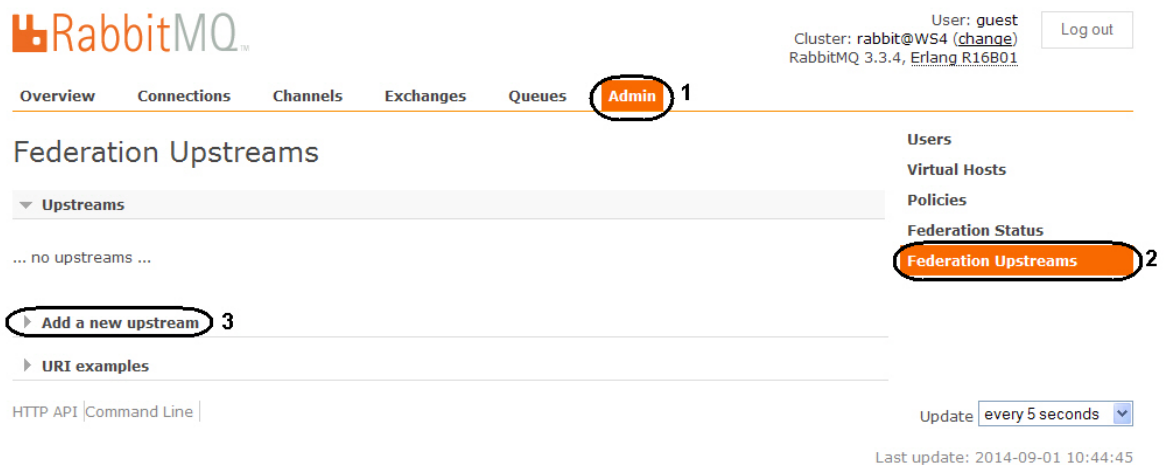 RabbitMQ™
User: guest
Cluster: rabbit@WS4 (change)
RabbitMQ 3.3.4, Erlang R16B01
Log out
Overview Connections Channels Exchanges Queues Admin 1
Federation Upstreams
Upstreams
... no upstreams ...
Add a new upstream 3
URI examples
Users
Virtual Hosts
Policies
Federation Status
Federation Upstreams 2
HTTP API Command Line
Update every 5 seconds
Last update: 2014-09-01 10:44:45